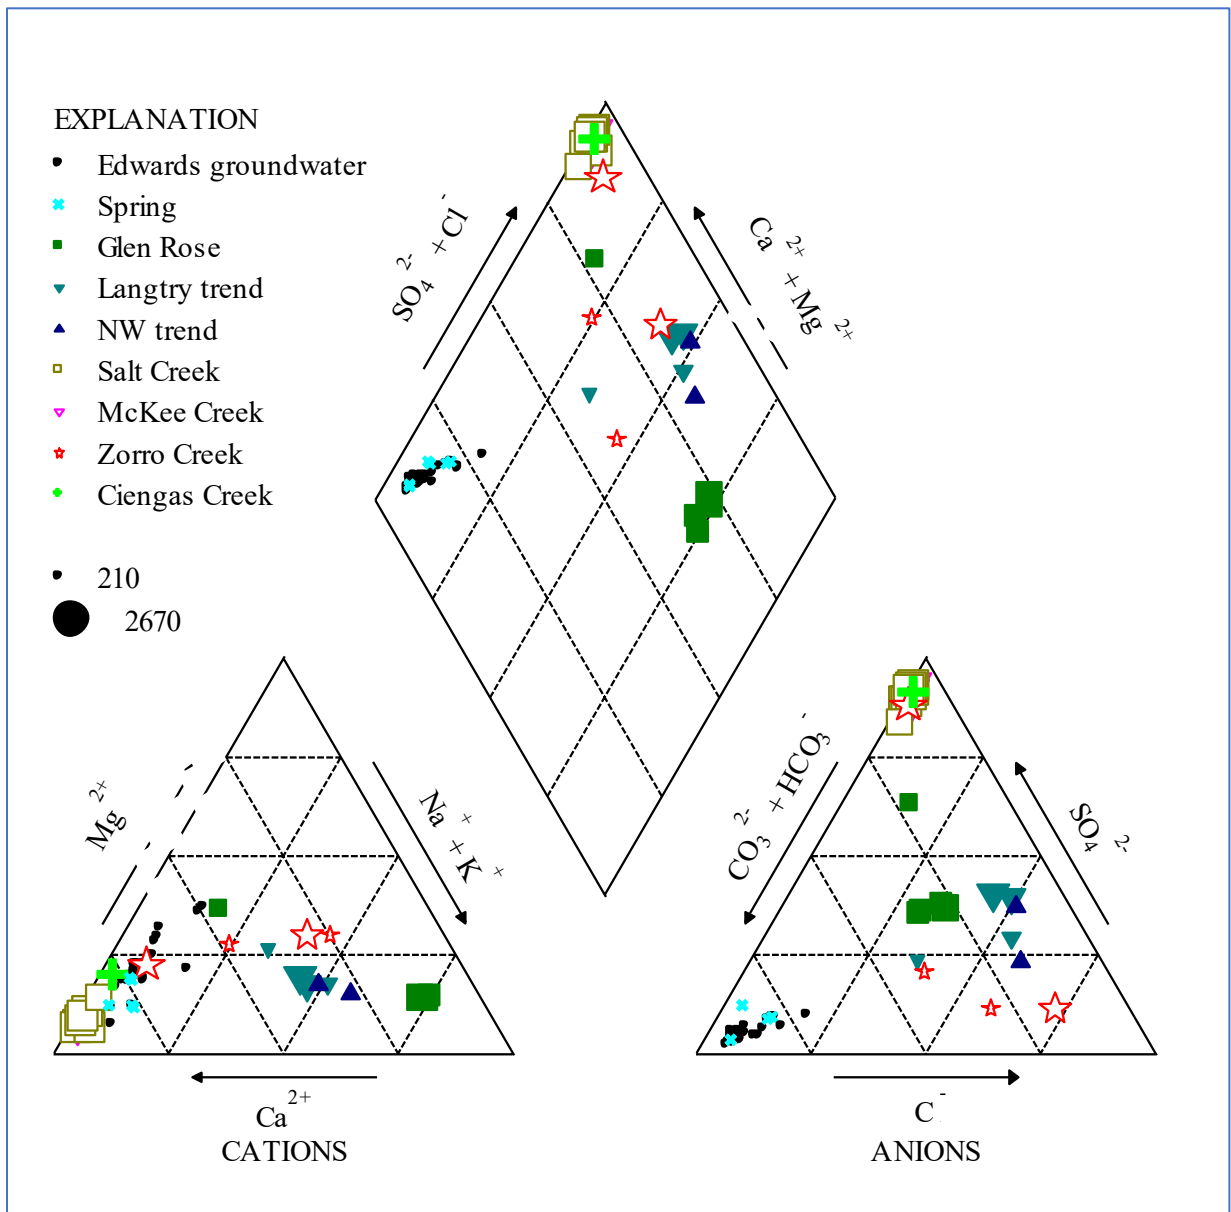 EXPLANATION
Edwards groundwater
Spring
Glen Rose
Langtry trend
NW trend
Salt Creek
McKee Creek
Zorro Creek
Ciengas Creek
210
2670
SO4 2- + Cl -
Ca 2+ + Mg 2+
Mg 2+
Na + + K +
CO3 2- + HCO3 -
SO4 2-
Ca 2+
CATIONS
C -
ANIONS